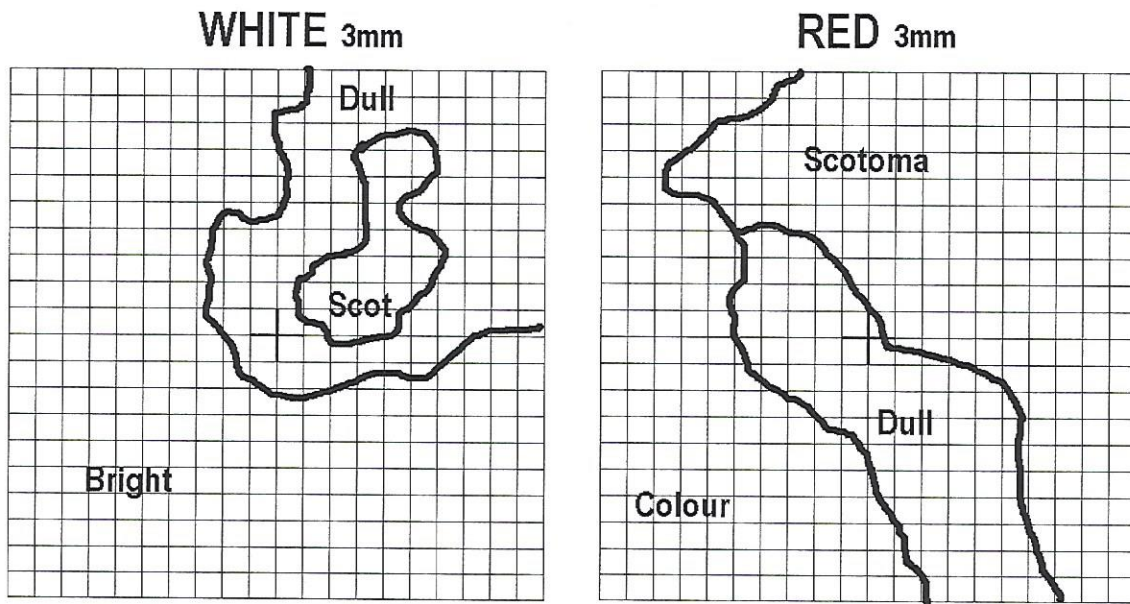 WHITE 3mm
Dull
Scot
Bright
RED 3mm
Scotoma
Dull
Colour